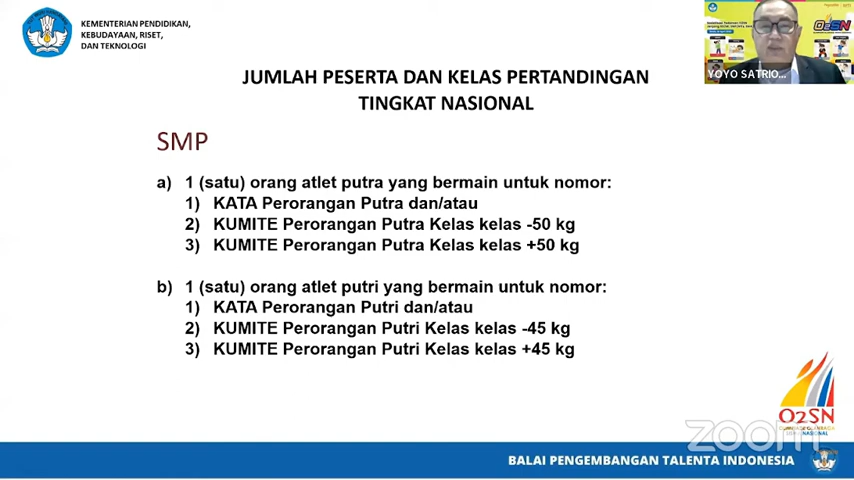 KEMENTERIAN PENDIDIKAN,
KEBUDAYAAN, RISET,
DAN TEKNOLOGI
O2SN
YOYO SATRIO...
JUMLAH PESERTA DAN KELAS PERTANDINGAN
TINGKAT NASIONAL
SMP
a) 1 (satu) orang atlet putra yang bermain untuk nomor:
1) KATA Perorangan Putra dan/atau
2) KUMITE Perorangan Putra Kelas kelas -50 kg
3) KUMITE Perorangan Putra Kelas kelas +50 kg
b) 1 (satu) orang atlet putri yang bermain untuk nomor:
1) KATA Perorangan Putri dan/atau
2) KUMITE Perorangan Putri Kelas kelas -45 kg
3) KUMITE Perorangan Putri Kelas kelas +45 kg
O2SN
zoom
BALAI PENGEMBANGAN TALENTA INDONESIA